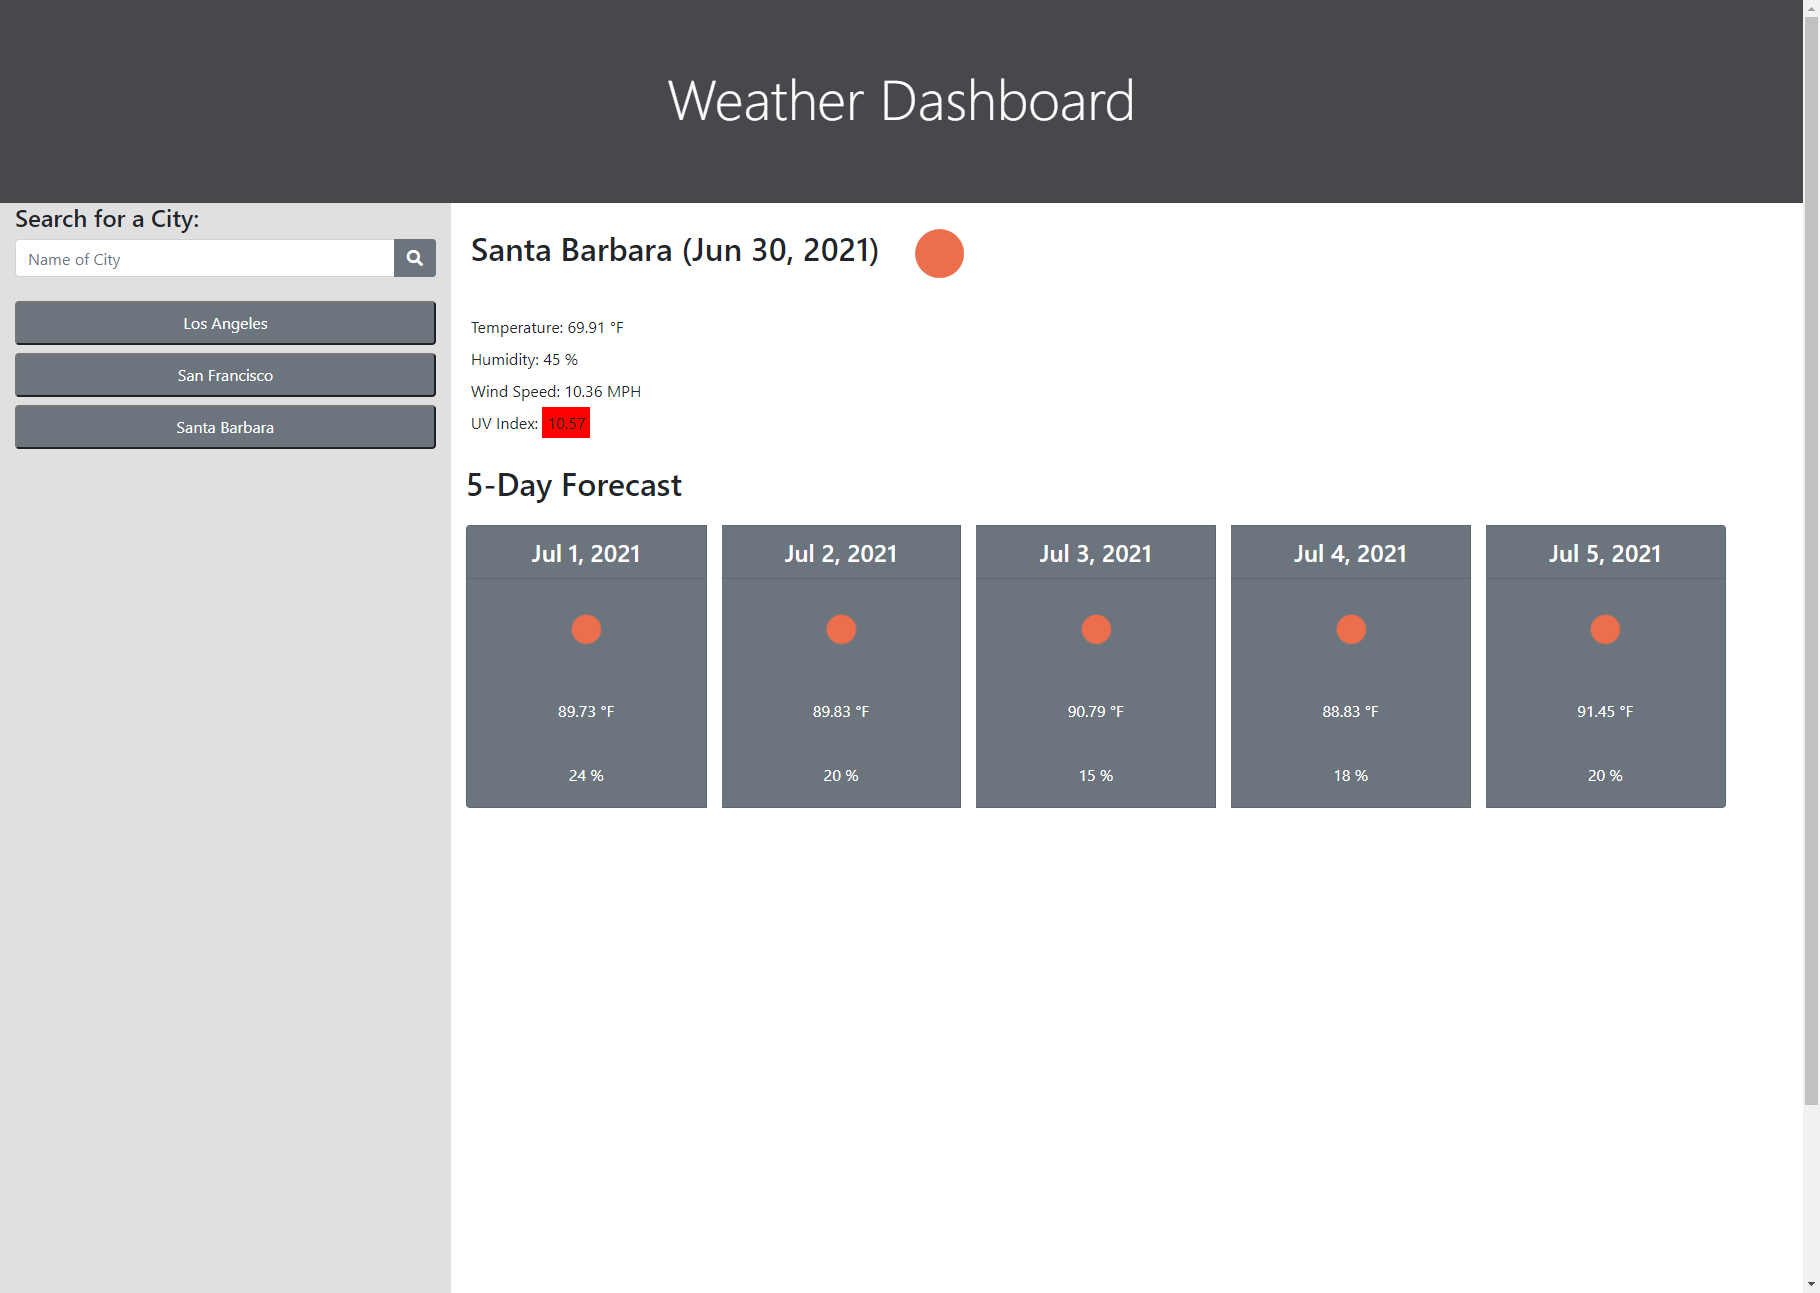 Weather Dashboard
Search for a City:
Name of City
Los Angeles
San Francisco
Santa Barbara
Santa Barbara (Jun 30, 2021)
Temperature: 69.91 °F
Humidity: 45 %
Wind Speed: 10.36 MPH
UV Index: 10.57
5-Day Forecast
Jul 1, 2021
89.73 °F
24 %
Jul 2, 2021
89.83 °F
20 %
Jul 3, 2021
90.79 °F
15 %
Jul 4, 2021
88.83 °F
18 %
Jul 5, 2021
91.45 °F
20 %